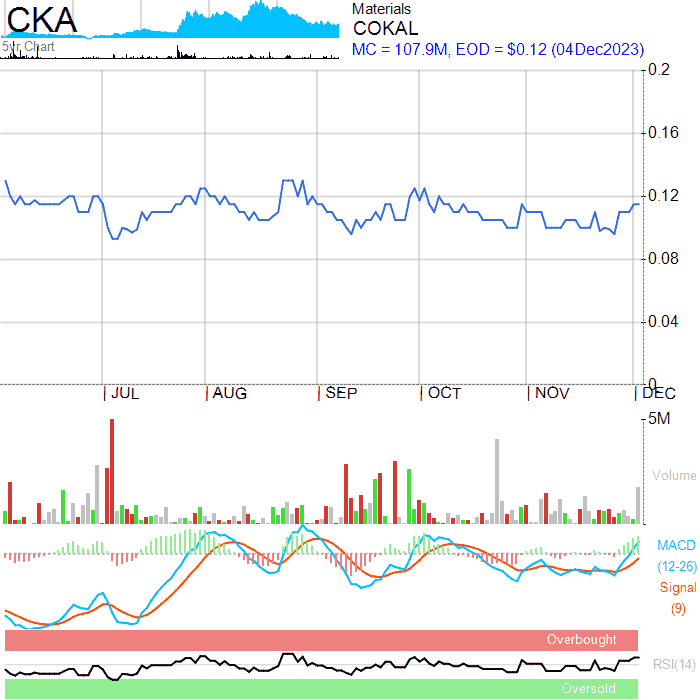 CKA
5yr Chart
Materials
COKAL
MC = 107.9M, EOD = $0.12 (04Dec2023)
0.2
0.16
0.12
0.08
0.04
0
JUL AUG SEP OCT NOV DEC
5M
Volume
MACD
(12-26)
Signal
(9)
Overbought
RSI(14)
Oversold